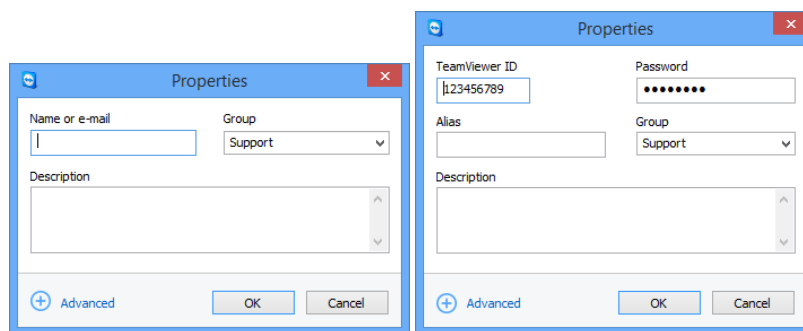 Properties
Name or e-mail Group
Support
Description
Advanced OK Cancel
Properties
TeamViewer ID Password
123456789 ●●●●●●●●
Alias Group
Support
Description
Advanced OK Cancel